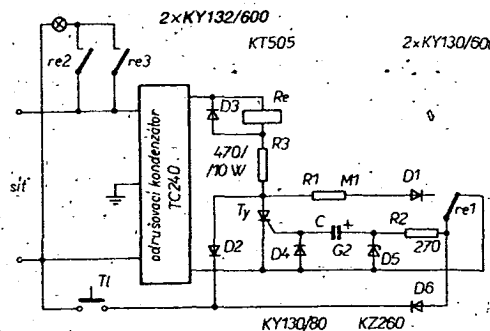 2×KY132/600
KT505
2×KY130/600
re2
re3
D3
Re
odrušovací kondenzátor
TC240
R3
470/
/10W
R1
M1
D1
síť
Ty
re1
C
+
R2
D2
D4
G2
D5
270
Tl
D6
KY130/80
KZ260